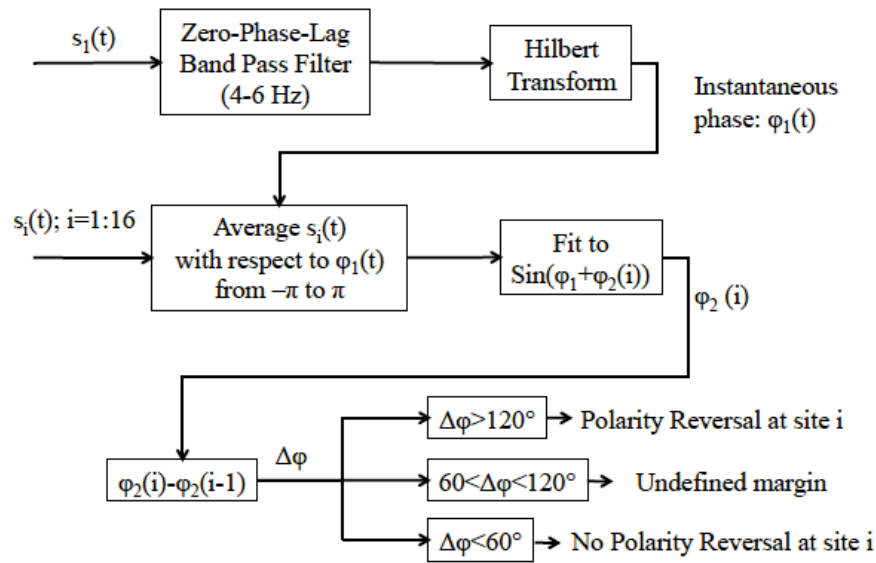 s₁(t)
Zero-Phase-Lag
Band Pass Filter
(4-6 Hz)
Hilbert
Transform
Instantaneous
phase: φ₁(t)
sᵢ(t); i=1:16
Average sᵢ(t)
with respect to φ₁(t)
from –π to π
Fit to
Sin(φ₁+φ₂(i))
φ₂ (i)
φ₂(i)-φ₂(i-1)
Δφ
Δφ>120°
Polarity Reversal at site i
60<Δφ<120°
Undefined margin
Δφ<60°
No Polarity Reversal at site i